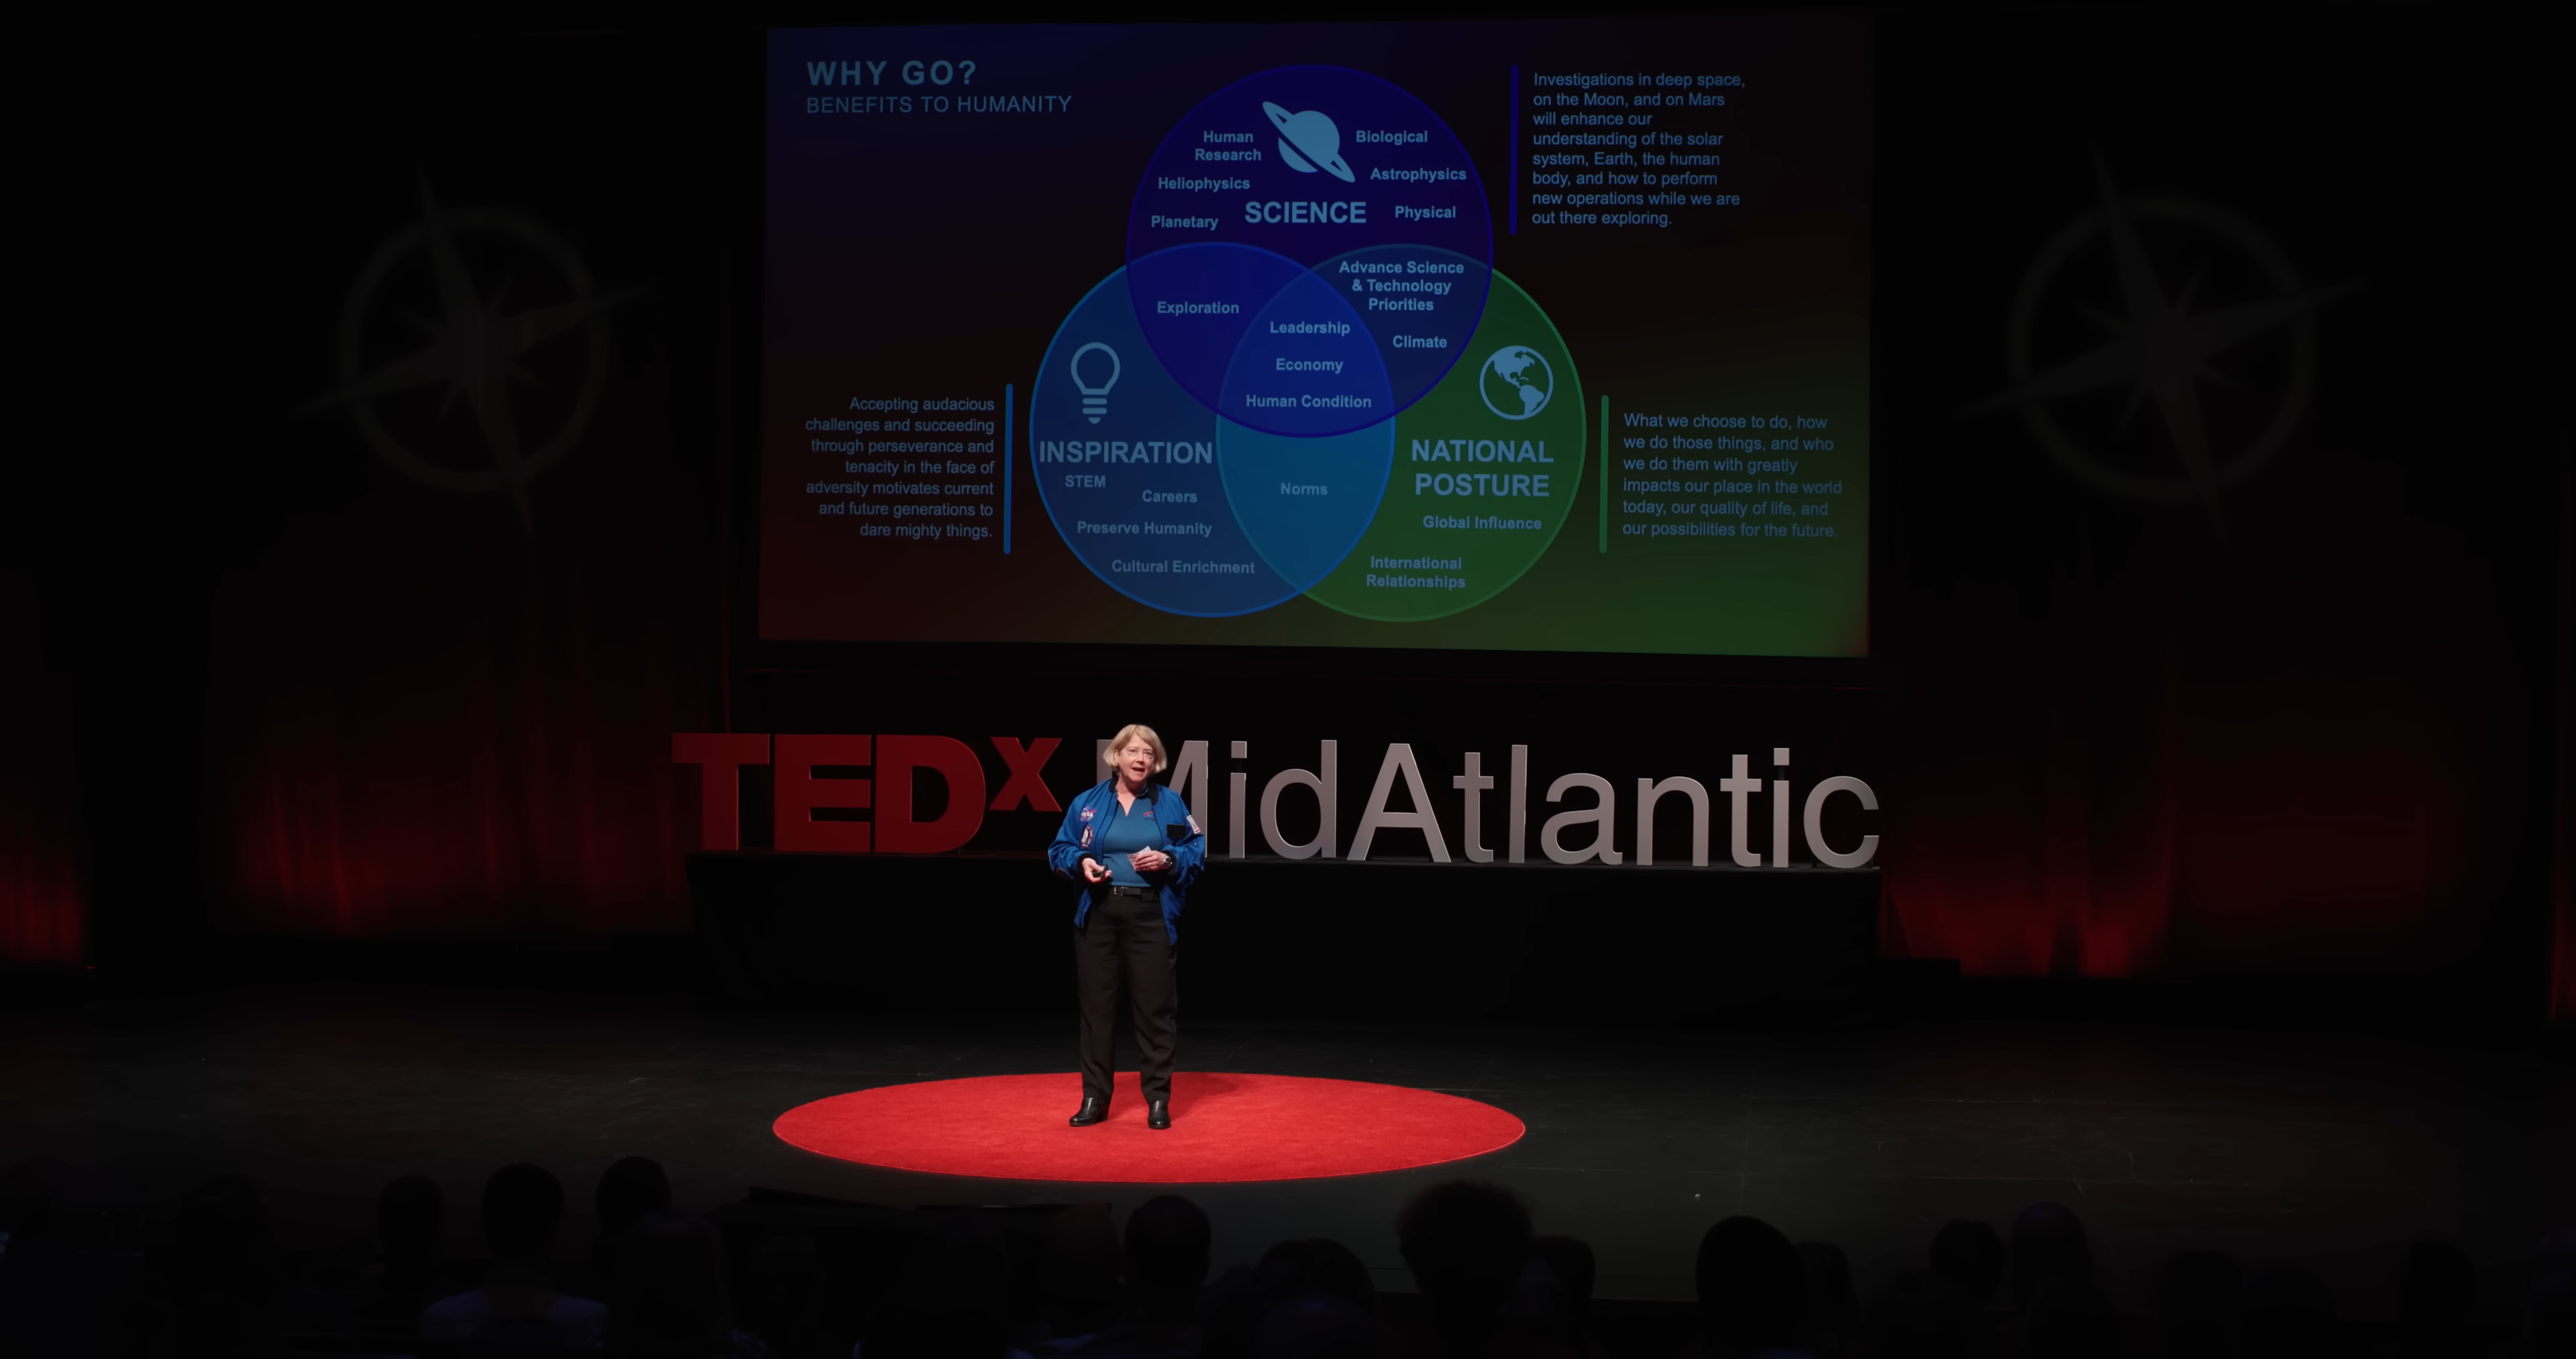 WHY GO?
BENEFITS TO HUMANITY
Investigations in deep space,
on the Moon, and on Mars
will enhance our
understanding of the solar
system, Earth, the human
body, and how to perform
new operations while we are
out there exploring.
Human
Research
Biological
Heliophysics
Astrophysics
Planetary
SCIENCE
Physical
Exploration
Advance Science
& Technology
Priorities
Climate
Leadership
Economy
Human Condition
Accepting audacious
challenges and succeeding
through perseverance and
tenacity in the face of
adversity motivates current
and future generations to
dare mighty things.
INSPIRATION
STEM
Careers
Preserve Humanity
Cultural Enrichment
Norms
NATIONAL
POSTURE
Global Influence
International
Relationships
What we choose to do, how
we do those things, and who
we do them with greatly
impacts our place in the world
today, our quality of life, and
our possibilities for the future.
TEDx MidAtlantic
NASA